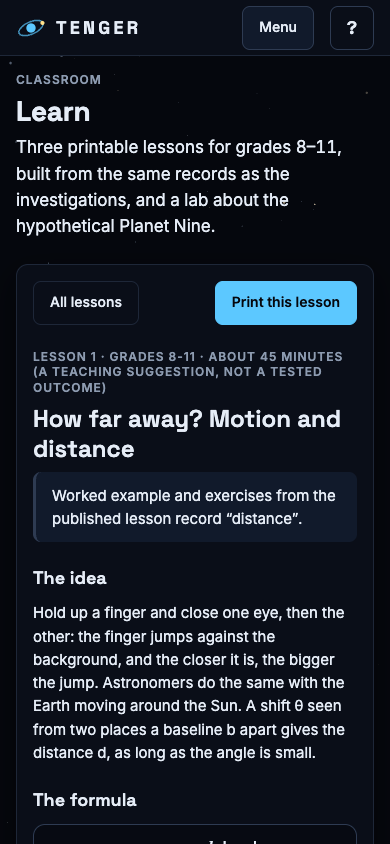 TENGER
Menu
?
CLASSROOM
Learn
Three printable lessons for grades 8–11,
built from the same records as the
investigations, and a lab about the
hypothetical Planet Nine.
All lessons
Print this lesson
LESSON 1 · GRADES 8-11 · ABOUT 45 MINUTES
(A TEACHING SUGGESTION, NOT A TESTED
OUTCOME)
How far away? Motion and
distance
Worked example and exercises from the
published lesson record “distance”.
The idea
Hold up a finger and close one eye, then the
other: the finger jumps against the
background, and the closer it is, the bigger
the jump. Astronomers do the same with the
Earth moving around the Sun. A shift θ seen
from two places a baseline b apart gives the
distance d, as long as the angle is small.
The formula